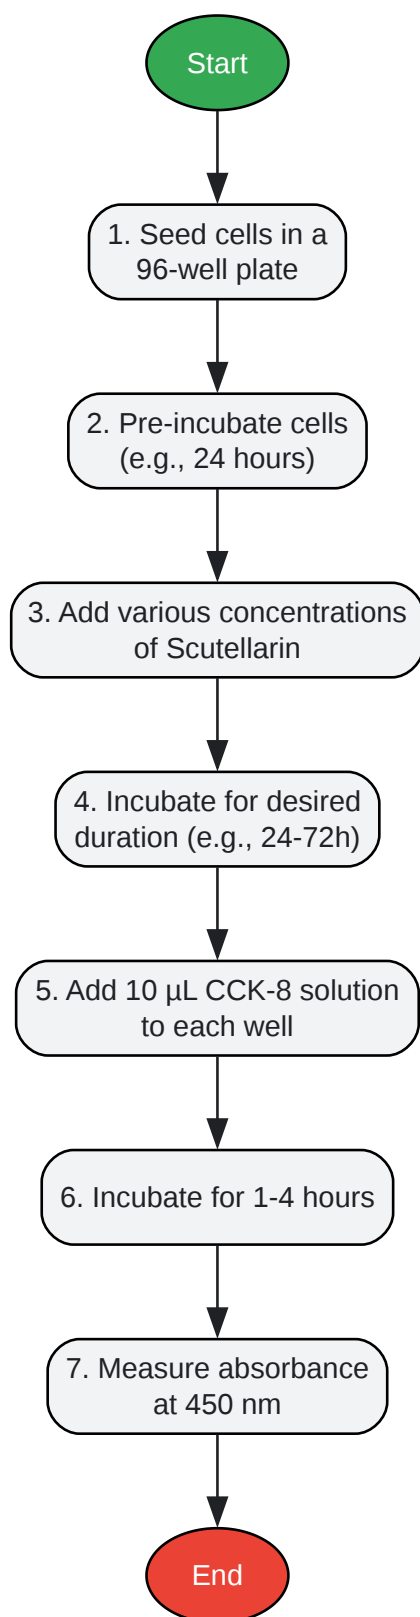 Start
1. Seed cells in a
96-well plate
2. Pre-incubate cells
(e.g., 24 hours)
3. Add various concentrations
of Scutellarin
4. Incubate for desired
duration (e.g., 24-72h)
5. Add 10 µL CCK-8 solution
to each well
6. Incubate for 1-4 hours
7. Measure absorbance
at 450 nm
End